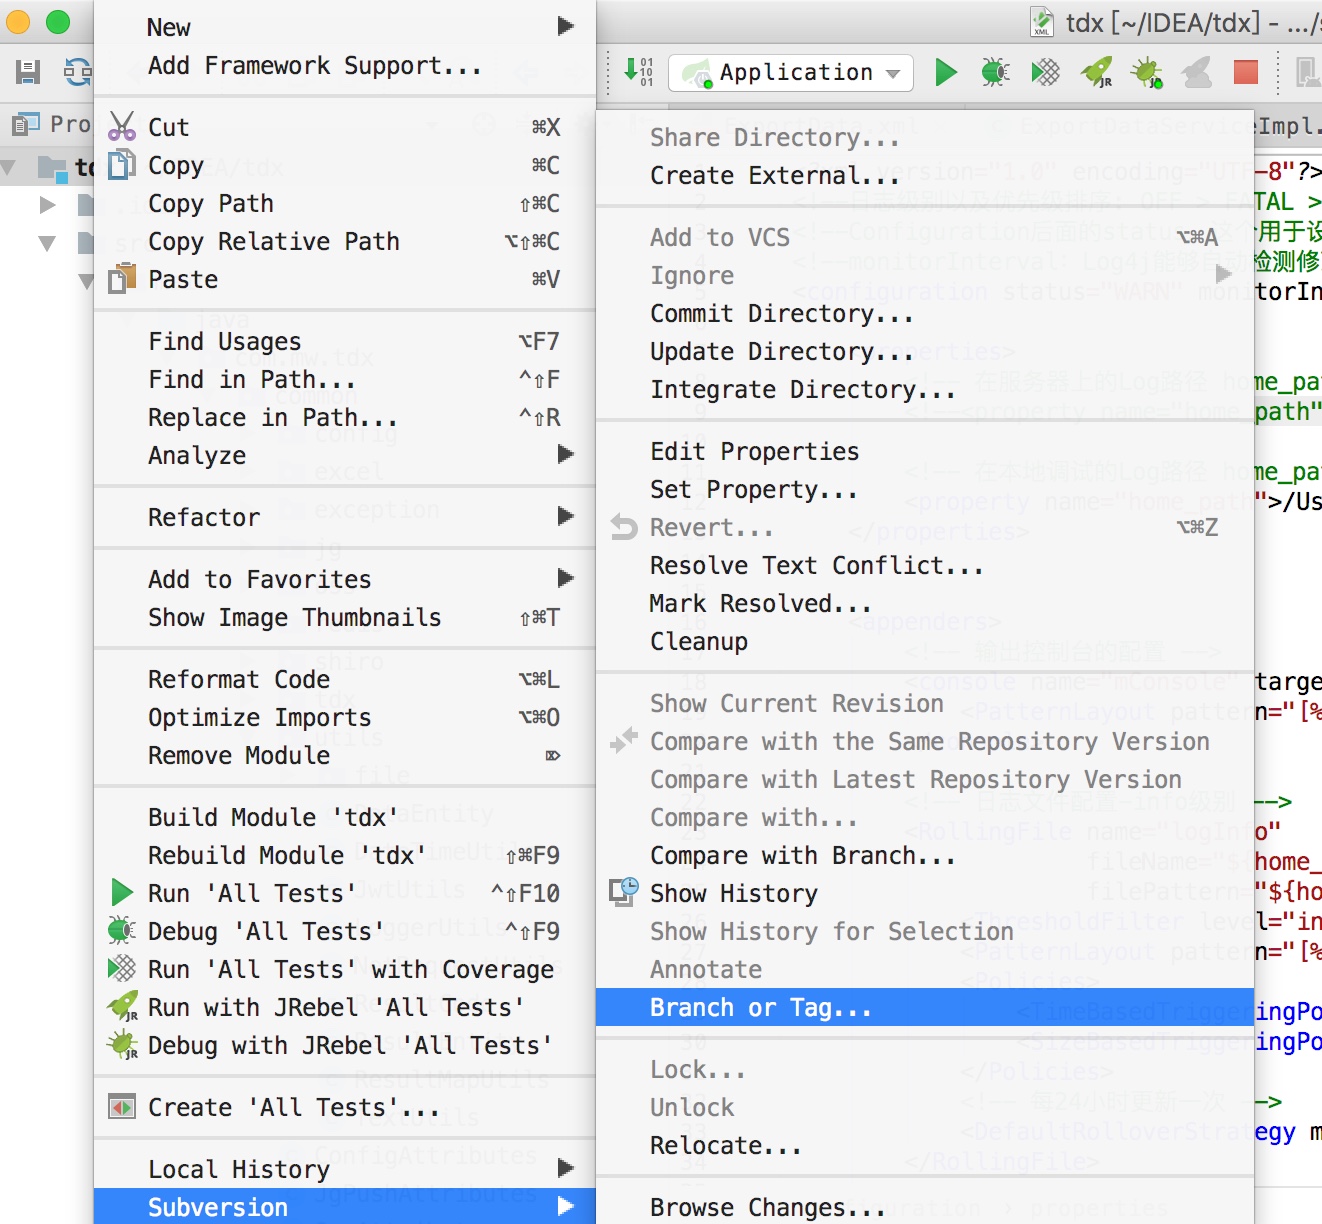 tdx [~/IDEA/tdx] - .../s
Application
Pro
td
New
Add Framework Support...
Cut ⌘X
Copy ⌘C
Copy Path ⇧⌘C
Copy Relative Path ⌥⇧⌘C
Paste ⌘V
Find Usages ⌥F7
Find in Path... ^⇧F
Replace in Path... ^⇧R
Analyze
Refactor
Add to Favorites
Show Image Thumbnails ⇧⌘T
Reformat Code ⌥⌘L
Optimize Imports ⌥⌘O
Remove Module ⌦
Build Module 'tdx'
Rebuild Module 'tdx' ⇧⌘F9
Run 'All Tests' ^⇧F10
Debug 'All Tests' ^⇧F9
Run 'All Tests' with Coverage
Run with JRebel 'All Tests'
Debug with JRebel 'All Tests'
Create 'All Tests'...
Local History
Subversion
Share Directory...
Create External...
Add to VCS ⌥⌘A
Ignore
Commit Directory...
Update Directory...
Integrate Directory...
Edit Properties
Set Property...
Revert... ⌥⌘Z
Resolve Text Conflict...
Mark Resolved...
Cleanup
Show Current Revision
Compare with the Same Repository Version
Compare with Latest Repository Version
Compare with...
Compare with Branch...
Show History
Show History for Selection
Annotate
Branch or Tag...
Lock...
Unlock
Relocate...
Browse Changes...
eImpl.
-8"?>
TAL >
个用于设
检测修
torIn
me_pa
path"
me_pa
">/Us
targe
n="[%
-->
o"
home_
"${ho
l="in
n="[%
ingPo
ingPo
-->
egy m